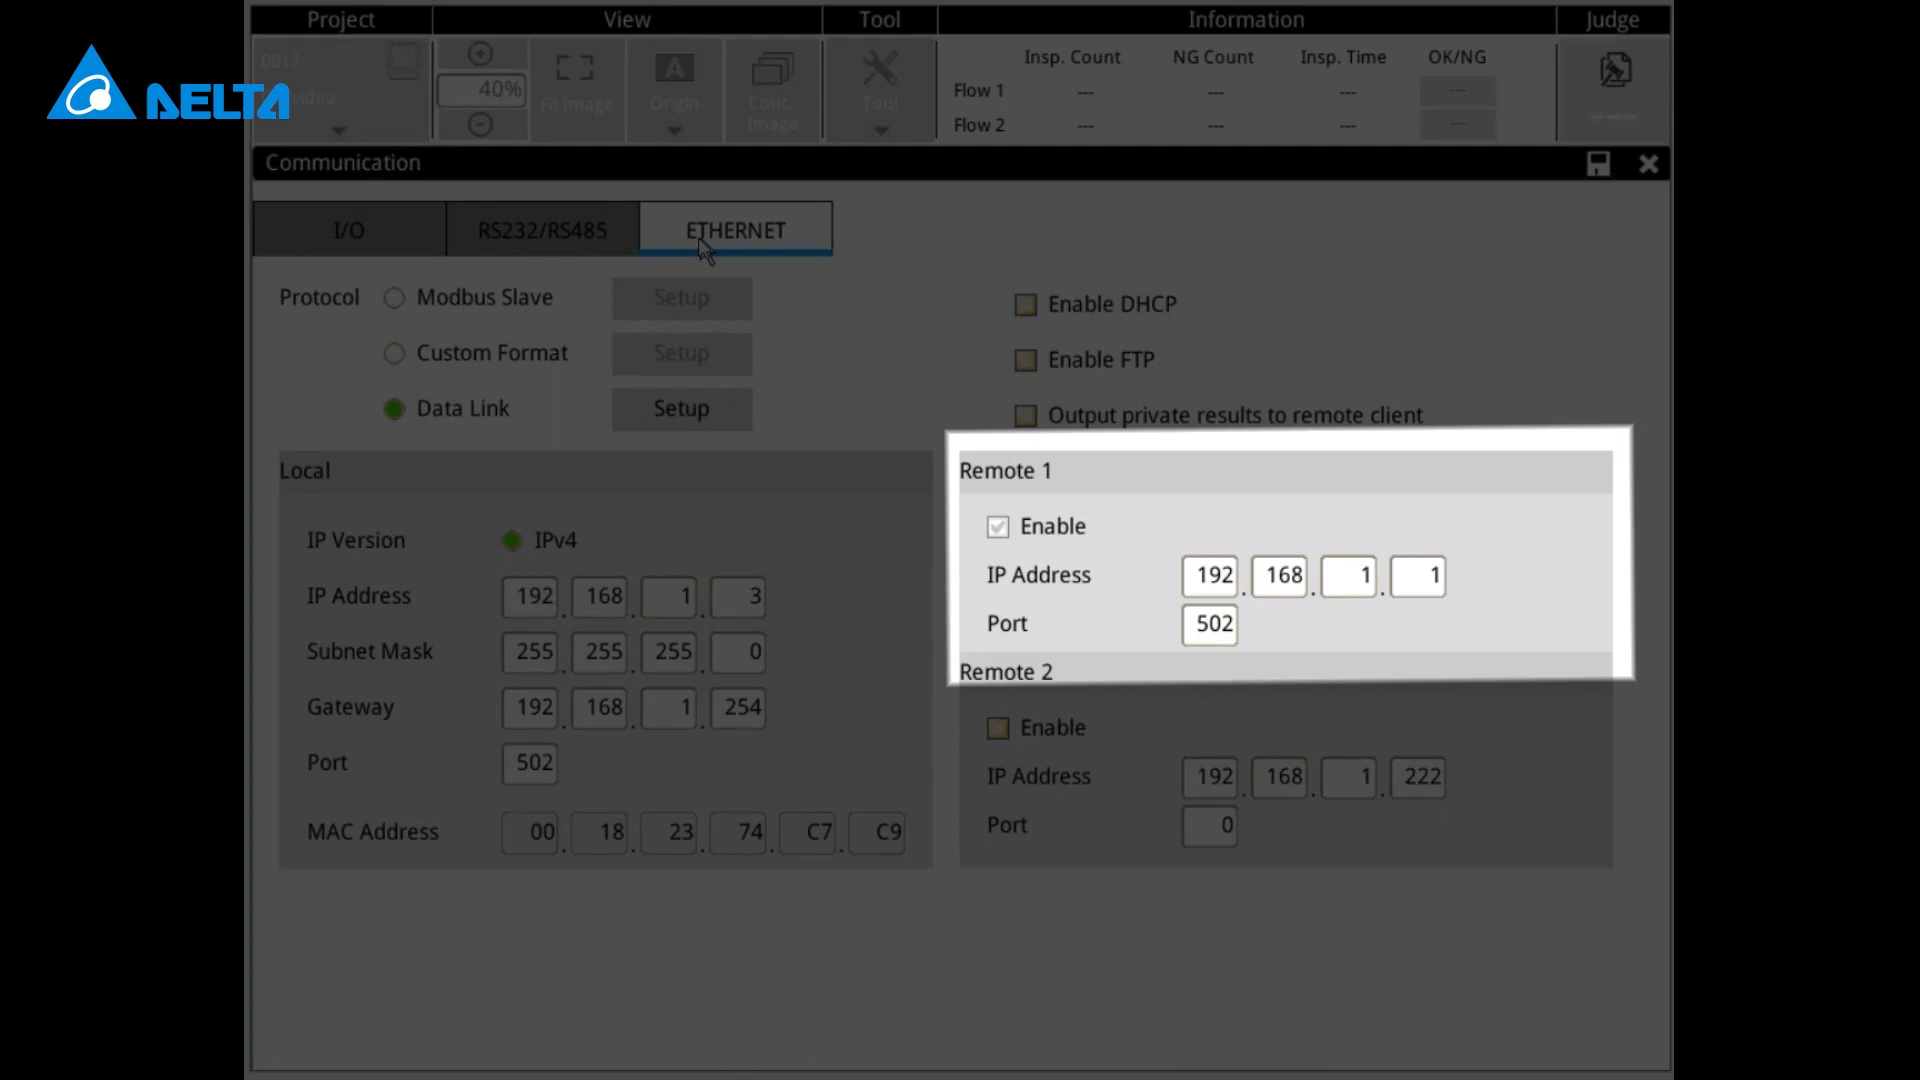 Project View Tool Information Judge
DELTA
0017
video
40%
Fit Image
A
Origin
Cont. Image
Tool
Insp. Count NG Count Insp. Time OK/NG
Flow 1 --- --- --- ---
Flow 2 --- --- --- ---
Communication
I/O RS232/RS485 ETHERNET
Protocol Modbus Slave Setup
Custom Format Setup
Data Link Setup
Enable DHCP
Enable FTP
Output private results to remote client
Local
IP Version IPv4
IP Address 192 . 168 . 1 . 3
Subnet Mask 255 . 255 . 255 . 0
Gateway 192 . 168 . 1 . 254
Port 502
MAC Address 00 . 18 . 23 . 74 . C7 . C9
Remote 1
Enable
IP Address 192 . 168 . 1 . 1
Port 502
Remote 2
Enable
IP Address 192 . 168 . 1 . 222
Port 0